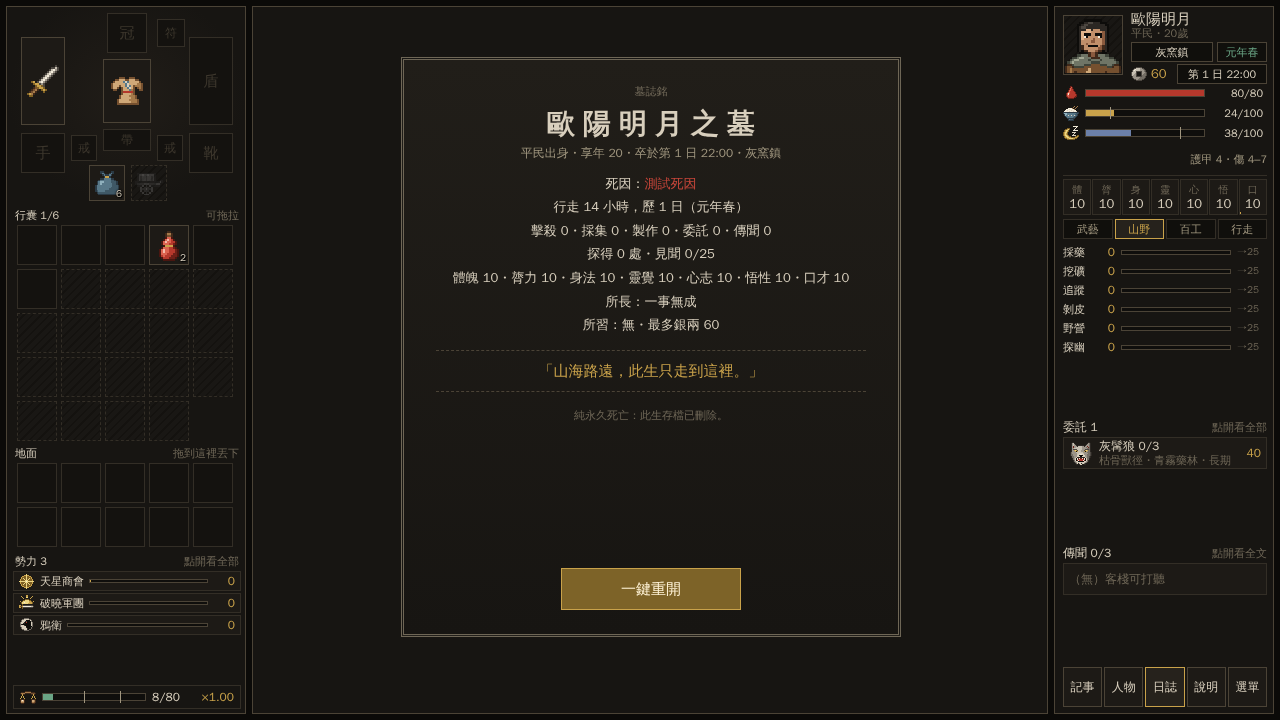 冠
符
盾
手
戒
帶
戒
靴
6
行囊 1/6
可拖拉
2
地面
拖到這裡丟下
勢力 3
點開看全部
天星商會
0
破曉軍團
0
鴉衛
0
8/80
×1.00
墓誌銘
歐陽明月之墓
平民出身・享年 20・卒於第 1 日 22:00・灰窯鎮
死因：測試死因
行走 14 小時，歷 1 日（元年春）
擊殺 0・採集 0・製作 0・委託 0・傳聞 0
探得 0 處・見聞 0/25
體魄 10・膂力 10・身法 10・靈覺 10・心志 10・悟性 10・口才 10
所長：一事無成
所習：無・最多銀兩 60
「山海路遠，此生只走到這裡。」
純永久死亡：此生存檔已刪除。
一鍵重開
歐陽明月
平民・20歲
灰窯鎮
元年春
60
第 1 日 22:00
80/80
24/100
38/100
護甲 4・傷 4–7
體
膂
身
靈
心
悟
口
10
10
10
10
10
10
10
武藝
山野
百工
行走
採藥
0
→25
挖礦
0
→25
追蹤
0
→25
剝皮
0
→25
野營
0
→25
探幽
0
→25
委託 1
點開看全部
灰髯狼 0/3
枯骨獸徑・青霧藥林・長期
40
傳聞 0/3
點開看全文
（無）客棧可打聽
記事
人物
日誌
說明
選單